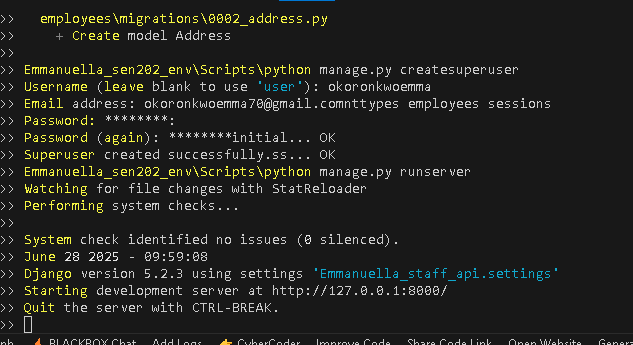 >>   employees\migrations\0002_address.py
>>     + Create model Address
>>
>> Emmanuella_sen202_env\Scripts\python manage.py createsuperuser
>> Username (leave blank to use 'user'): okoronkwoemma
>> Email address: okoronkwoemma70@gmail.comnttypes employees sessions
>> Password: ********:
>> Password (again): ********initial... OK
>> Superuser created successfully.ss... OK
>> Emmanuella_sen202_env\Scripts\python manage.py runserver
>> Watching for file changes with StatReloader
>> Performing system checks...
>>
>> System check identified no issues (0 silenced).
>> June 28 2025 - 09:59:08
>> Django version 5.2.3 using settings 'Emmanuella_staff_api.settings'
>> Starting development server at http://127.0.0.1:8000/
>> Quit the server with CTRL-BREAK.
>>
BLACKBOX Chat Add Logs CyberCoder Improve Code Share Code Link Open Website